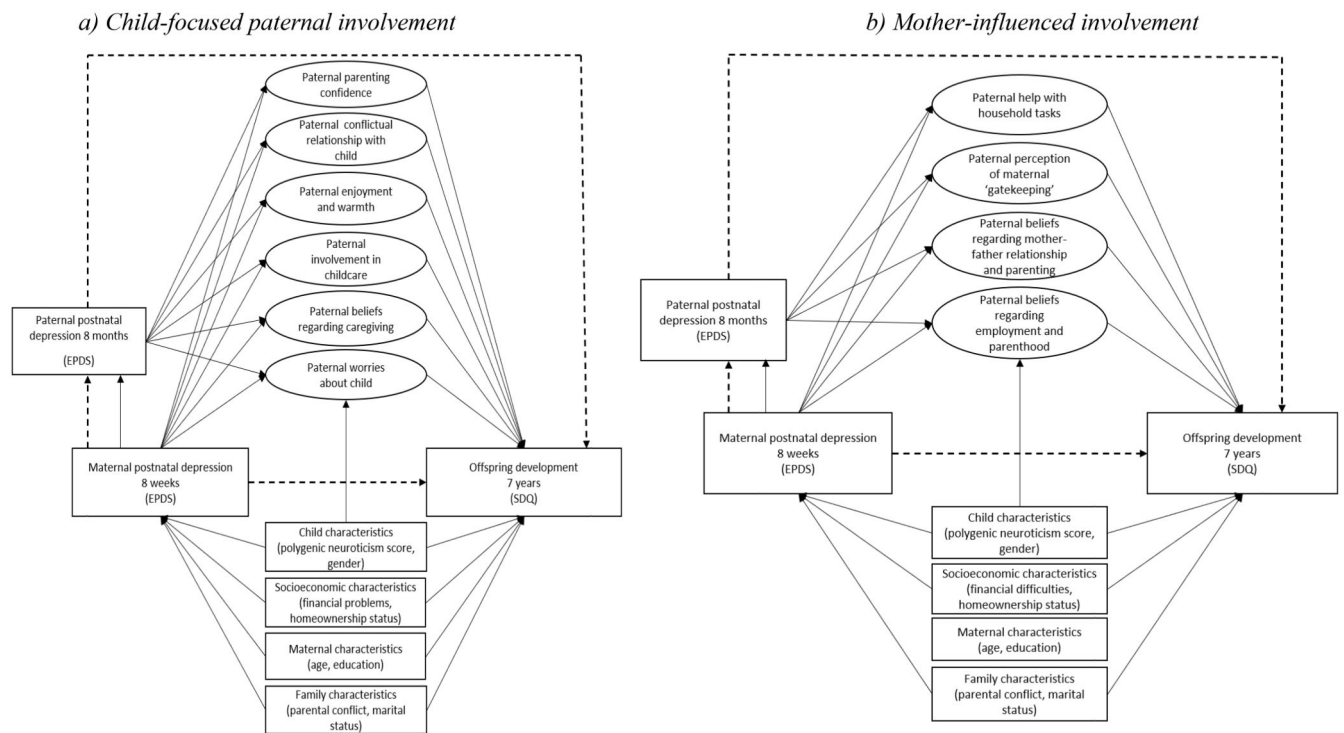 a) Child-focused paternal involvement
Paternal parenting
confidence
Paternal conflictual
relationship with
child
Paternal enjoyment
and warmth
Paternal
involvement in
childcare
Paternal beliefs
regarding caregiving
Paternal worries
about child
Paternal postnatal
depression 8 months
(EPDS)
Maternal postnatal depression
8 weeks
(EPDS)
Offspring development
7 years
(SDQ)
Child characteristics
(polygenic neuroticism score,
gender)
Socioeconomic characteristics
(financial problems,
homeownership status)
Maternal characteristics
(age, education)
Family characteristics
(parental conflict, marital
status)
b) Mother-influenced involvement
Paternal help with
household tasks
Paternal perception
of maternal
‘gatekeeping’
Paternal beliefs
regarding mother-
father relationship
and parenting
Paternal beliefs
regarding
employment and
parenthood
Paternal postnatal
depression 8 months
(EPDS)
Maternal postnatal depression
8 weeks
(EPDS)
Offspring development
7 years
(SDQ)
Child characteristics
(polygenic neuroticism score,
gender)
Socioeconomic characteristics
(financial difficulties,
homeownership status)
Maternal characteristics
(age, education)
Family characteristics
(parental conflict, marital
status)